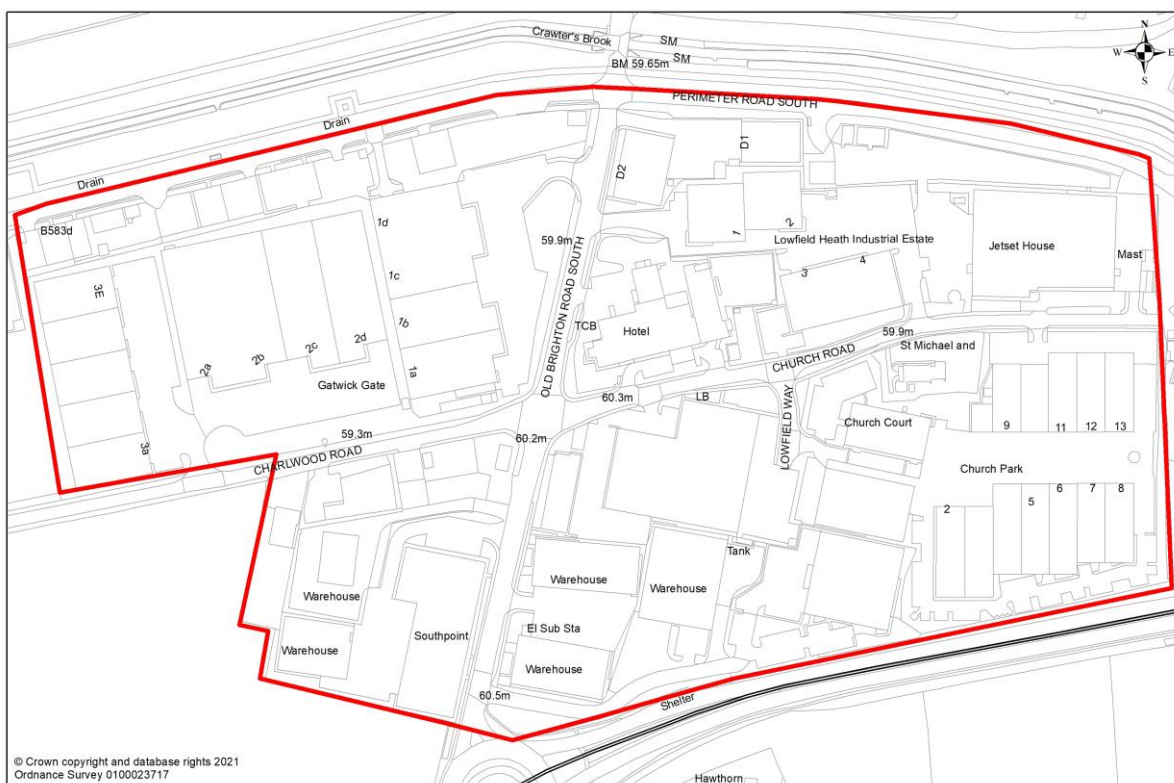 Crawter's Brook
SM
SM
BM 59.65m
N
W
E
S
PERIMETER ROAD SOUTH
Drain
Drain
D1
D2
B583d
1d
59.9m
1
2
Lowfield Heath Industrial Estate
Jetset House
Mast
3E
1c
3
4
OLD BRIGHTON ROAD SOUTH
TCB
Hotel
1b
59.9m
St Michael and
CHURCH ROAD
2a
2b
2c
2d
Gatwick Gate
1a
60.3m
LB
LOWFIELD WAY
Church Court
9
11
12
13
3a
59.3m
60.2m
CHARLWOOD ROAD
Church Park
2
5
6
7
8
Tank
Warehouse
Warehouse
Warehouse
El Sub Sta
Southpoint
Warehouse
Warehouse
60.5m
Shelter
© Crown copyright and database rights 2021
Ordnance Survey 0100023717
Hawthorn